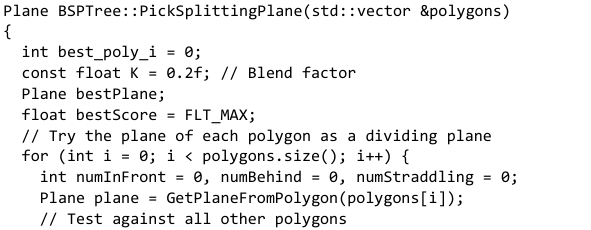 Plane BSPTree::PickSplittingPlane(std::vector &polygons)
{
int best_poly_i = 0;
const float K = 0.2f; // Blend factor
Plane bestPlane;
float bestScore = FLT_MAX;
// Try the plane of each polygon as a dividing plane
for (int i = 0; i < polygons.size(); i++) {
int numInFront = 0, numBehind = 0, numStraddling = 0;
Plane plane = GetPlaneFromPolygon(polygons[i]);
// Test against all other polygons